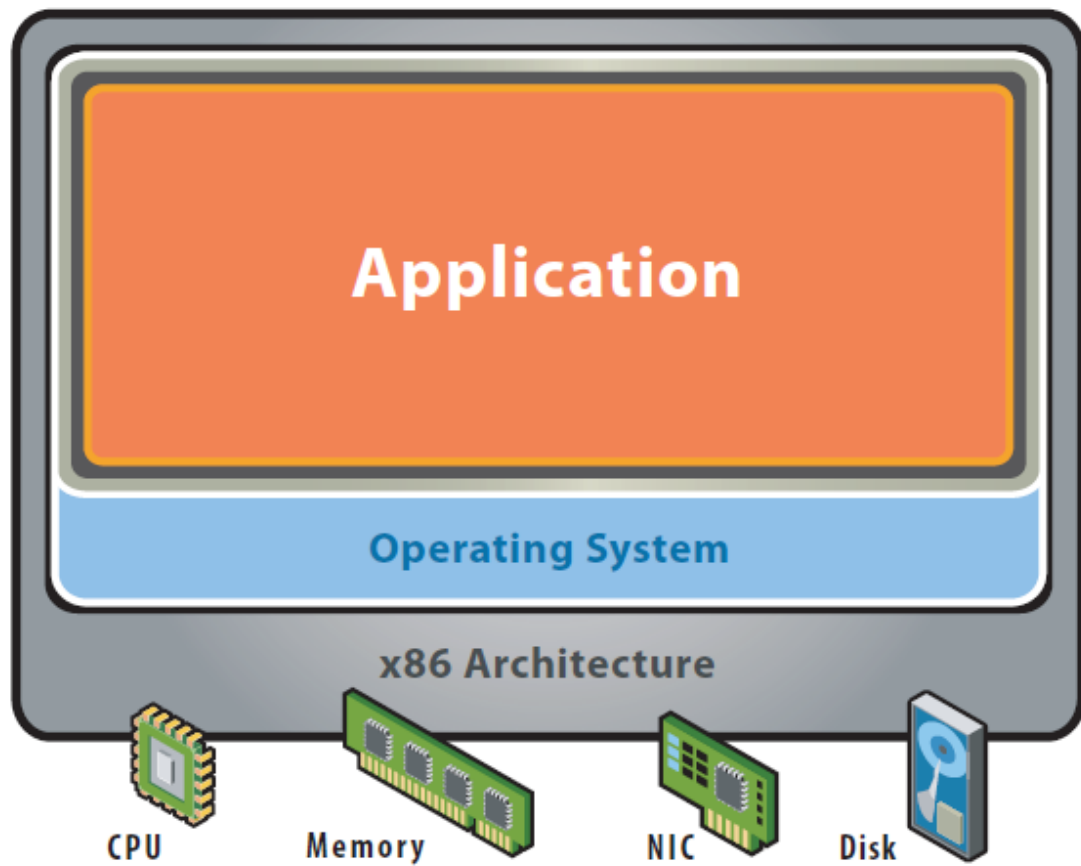 Application
Operating System
x86 Architecture
CPU
Memory
NIC
Disk